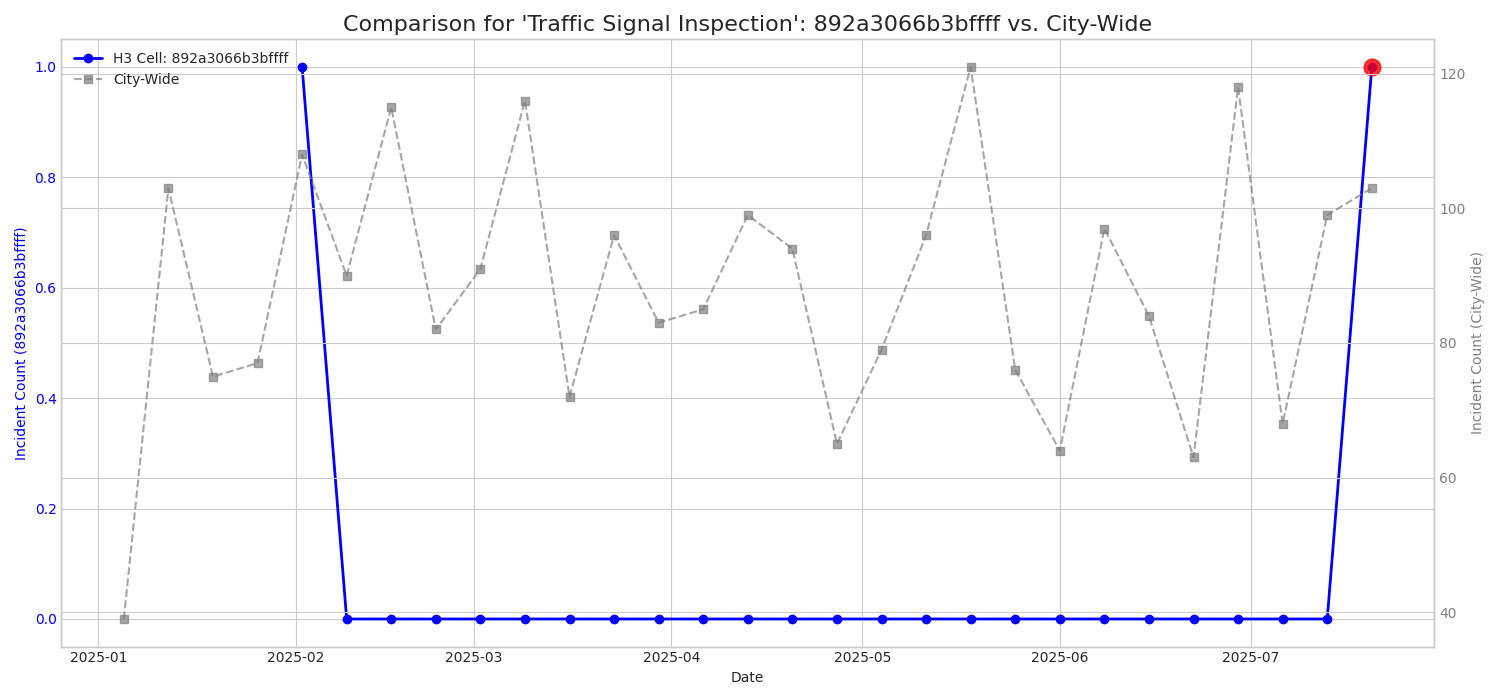 Comparison for 'Traffic Signal Inspection': 892a3066b3bffff vs. City-Wide
H3 Cell: 892a3066b3bffff
City-Wide
1.0
0.8
0.6
0.4
0.2
0.0
Incident Count (892a3066b3bffff)
120
100
80
60
40
Incident Count (City-Wide)
2025-01 2025-02 2025-03 2025-04 2025-05 2025-06 2025-07
Date